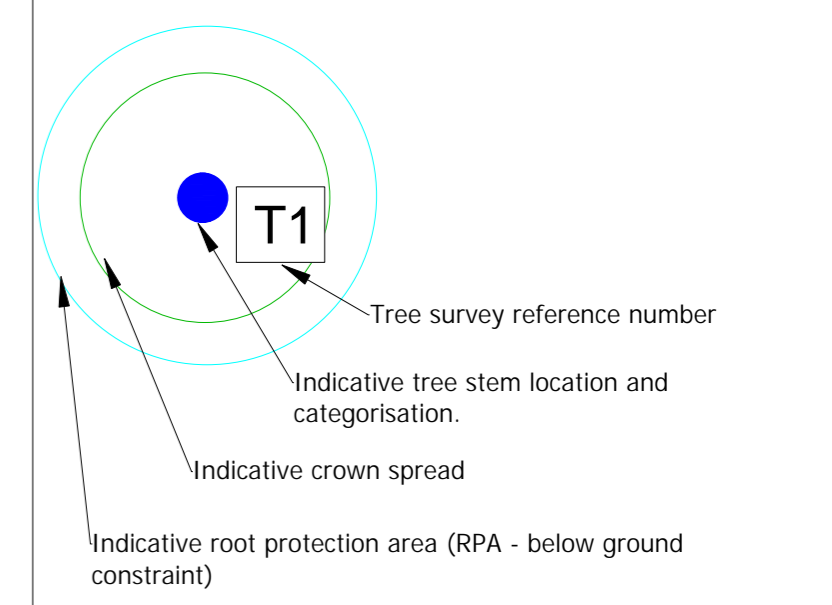 T1
Tree survey reference number
Indicative tree stem location and
categorisation.
Indicative crown spread
Indicative root protection area (RPA - below ground
constraint)